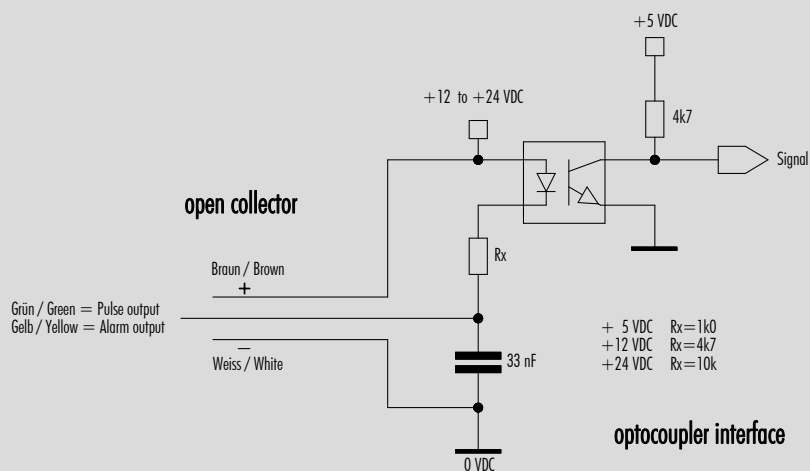 +5 VDC
+12 to +24 VDC
4k7
Signal
open collector
Rx
Braun / Brown
+
Grün / Green = Pulse output
Gelb / Yellow = Alarm output
–
Weiss / White
33 nF
+ 5 VDC Rx=1k0
+12 VDC Rx=4k7
+24 VDC Rx=10k
optocoupler interface
0 VDC